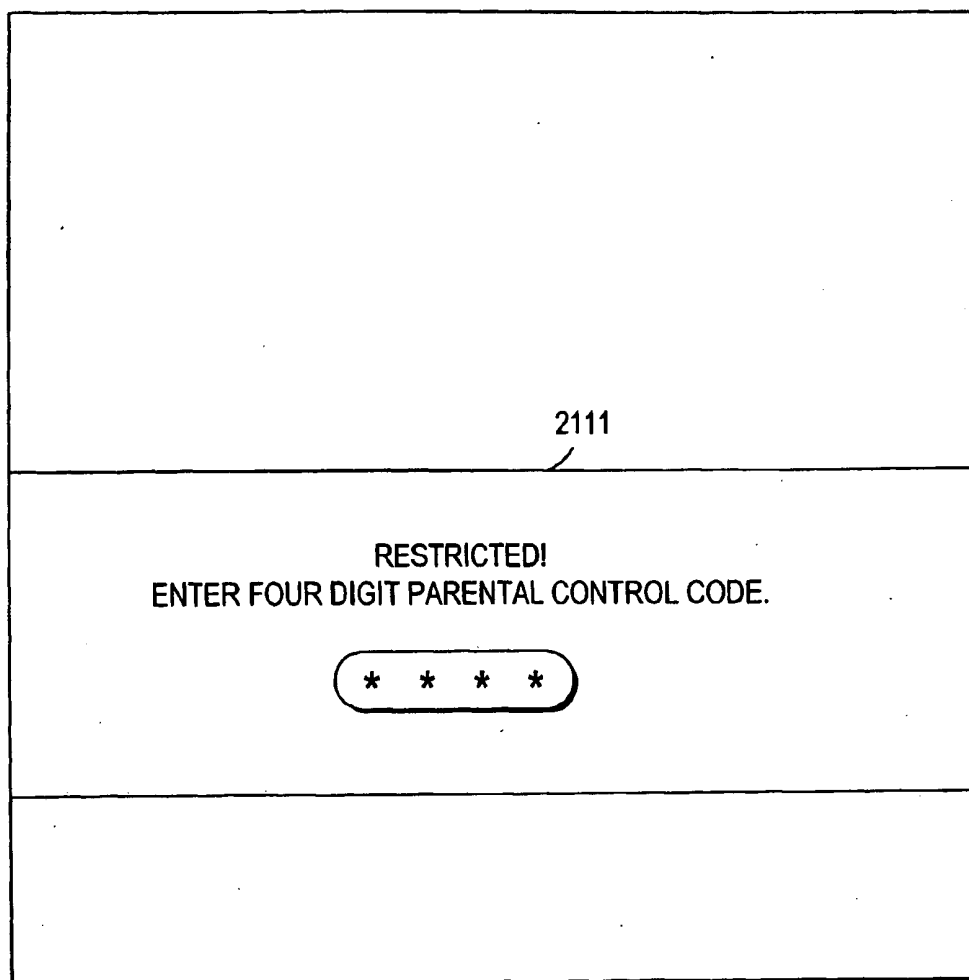 2111
RESTRICTED!
ENTER FOUR DIGIT PARENTAL CONTROL CODE.
* * * *